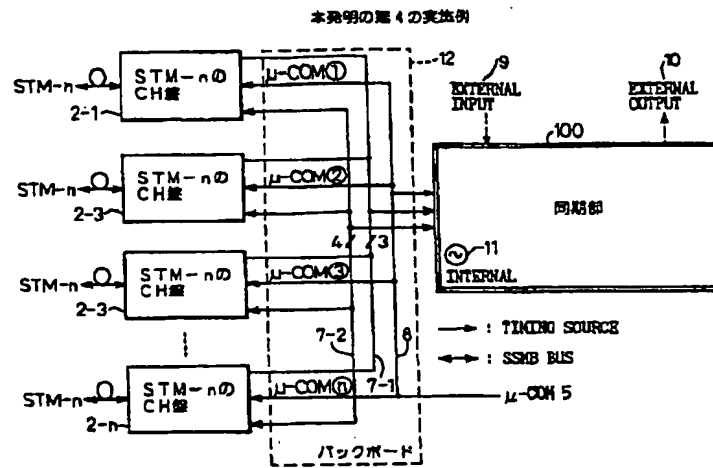 本発明の第4の実施例
STM-nの
CH盤
μ-COM①
STM-n
2-1
12
9
EXTERNAL
INPUT
10
EXTERNAL
OUTPUT
100
STM-nの
CH盤
μ-COM②
STM-n
2-3
同期部
4
3
11
INTERNAL
STM-nの
CH盤
μ-COM③
STM-n
2-3
7-2
8
: TIMING SOURCE
: SSMB BUS
STM-nの
CH盤
μ-COMⓝ
7-1
STM-n
2-n
μ-COM 5
バックボード